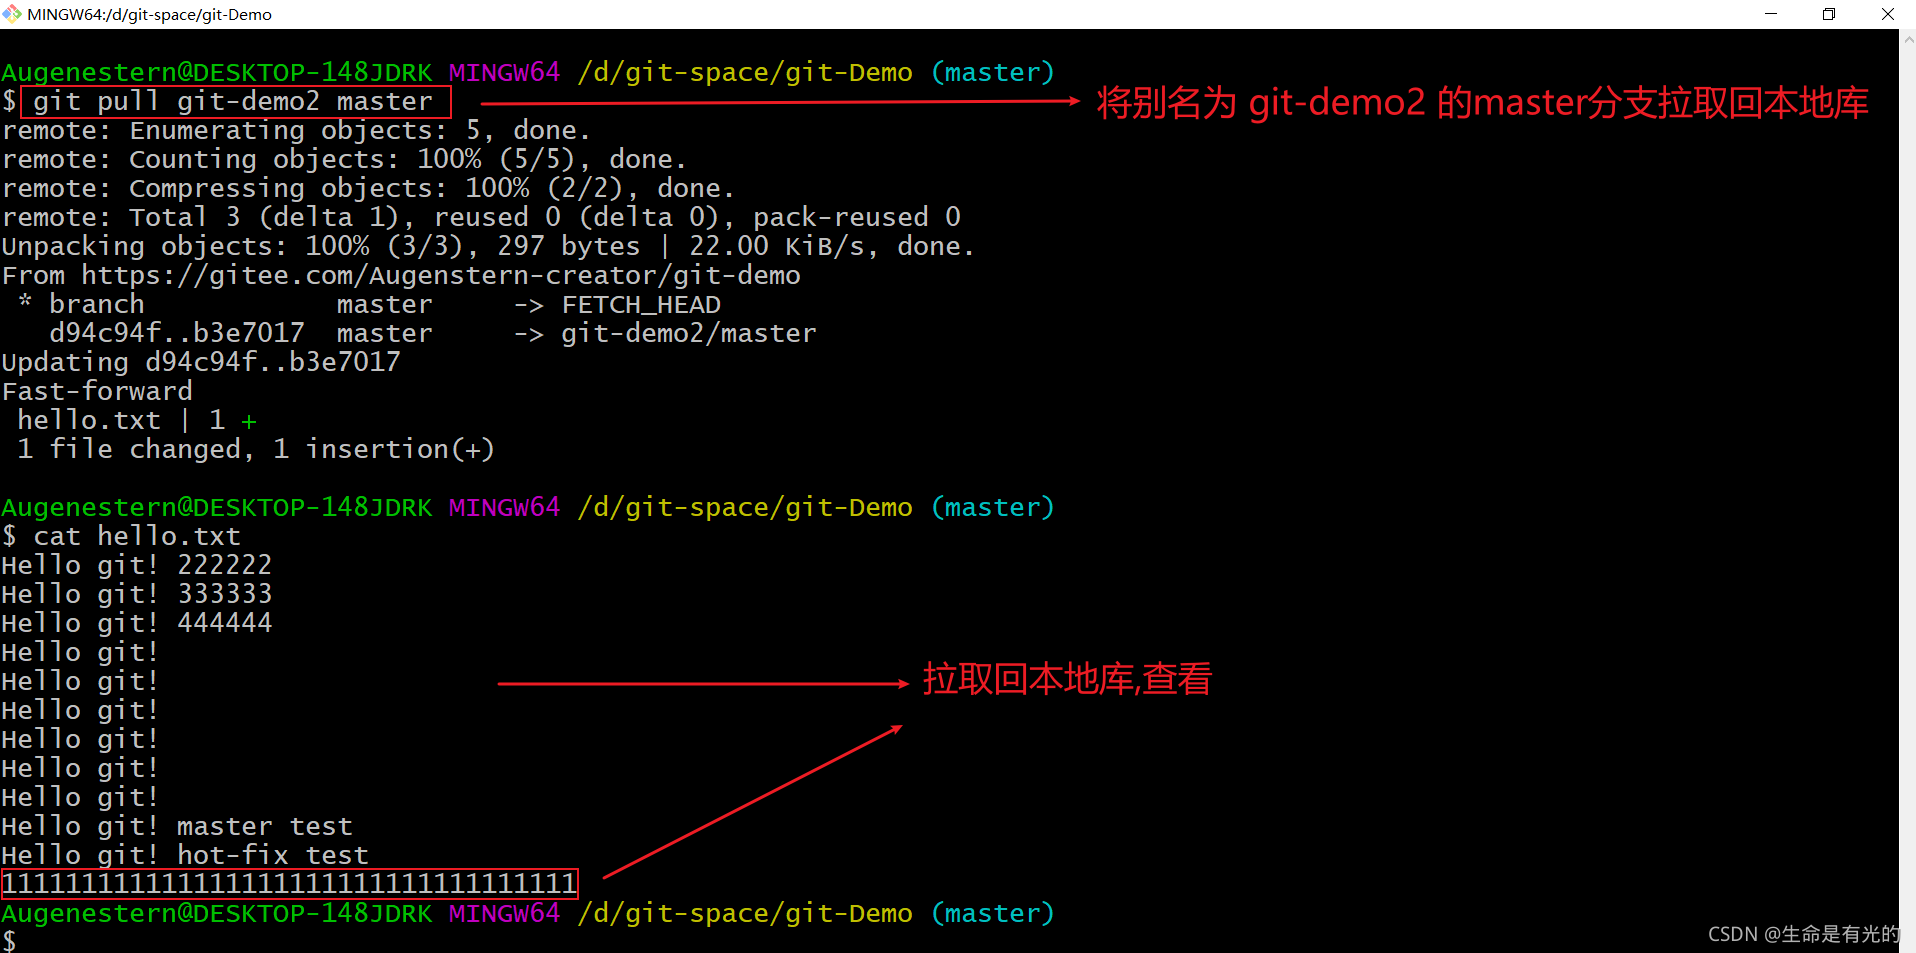 MINGW64:/d/git-space/git-Demo
Augenestern@DESKTOP-148JDRK MINGW64 /d/git-space/git-Demo (master)
$ git pull git-demo2 master
将别名为 git-demo2 的master分支拉取回本地库
remote: Enumerating objects: 5, done.
remote: Counting objects: 100% (5/5), done.
remote: Compressing objects: 100% (2/2), done.
remote: Total 3 (delta 1), reused 0 (delta 0), pack-reused 0
Unpacking objects: 100% (3/3), 297 bytes | 22.00 KiB/s, done.
From https://gitee.com/Augenstern-creator/git-demo
 * branch            master     -> FETCH_HEAD
   d94c94f..b3e7017  master     -> git-demo2/master
Updating d94c94f..b3e7017
Fast-forward
 hello.txt | 1 +
 1 file changed, 1 insertion(+)
Augenestern@DESKTOP-148JDRK MINGW64 /d/git-space/git-Demo (master)
$ cat hello.txt
Hello git! 222222
Hello git! 333333
Hello git! 444444
Hello git!
Hello git!
拉取回本地库,查看
Hello git!
Hello git!
Hello git!
Hello git!
Hello git! master test
Hello git! hot-fix test
111111111111111111111111111111111111
Augenestern@DESKTOP-148JDRK MINGW64 /d/git-space/git-Demo (master)
$
CSDN @生命是有光的